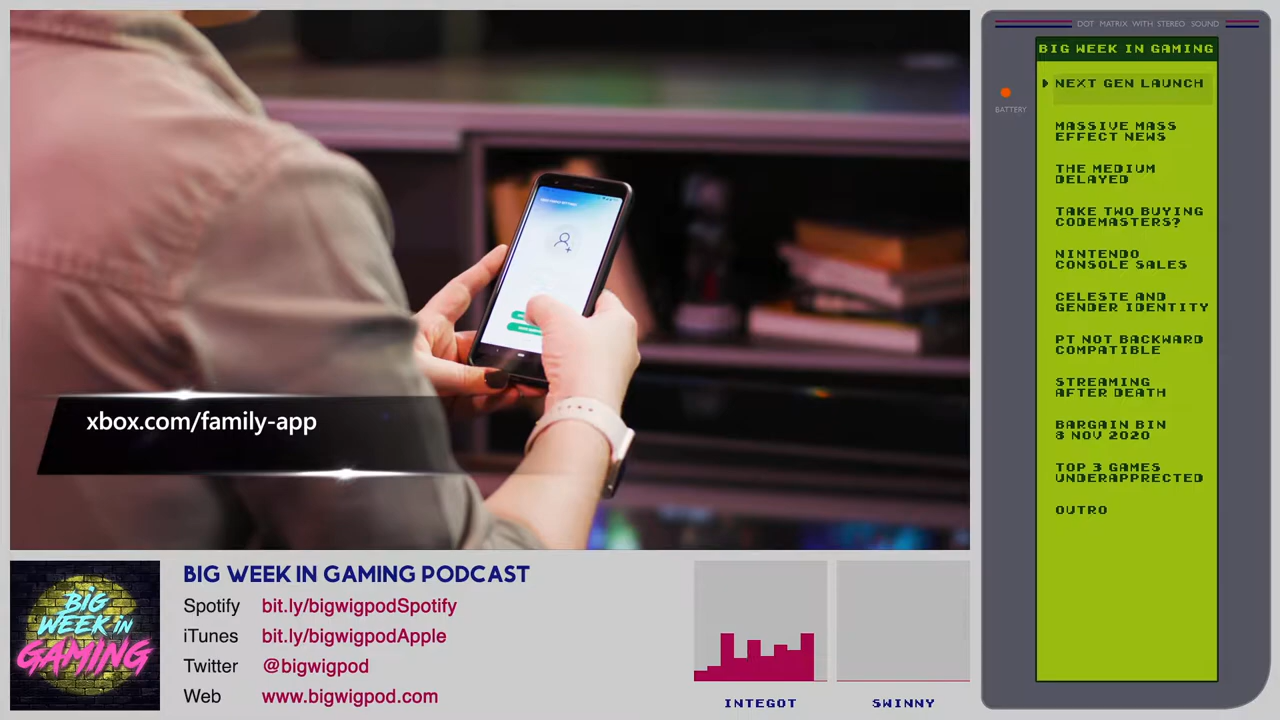 DOT MATRIX WITH STEREO SOUND
BIG WEEK IN GAMING
NEXT GEN LAUNCH
BATTERY
MASSIVE MASS
EFFECT NEWS
THE MEDIUM
DELAYED
TAKE TWO BUYING
CODEMASTERS?
NINTENDO
CONSOLE SALES
CELESTE AND
GENDER IDENTITY
PT NOT BACKWARD
COMPATIBLE
STREAMING
AFTER DEATH
BARGAIN BIN
8 NOV 2020
TOP 3 GAMES
UNDERAPPRECTED
OUTRO
xbox.com/family-app
BIG WEEK IN GAMING
BIG WEEK IN GAMING PODCAST
Spotify bit.ly/bigwigpodSpotify
iTunes bit.ly/bigwigpodApple
Twitter @bigwigpod
Web www.bigwigpod.com
INTEGOT
SWINNY